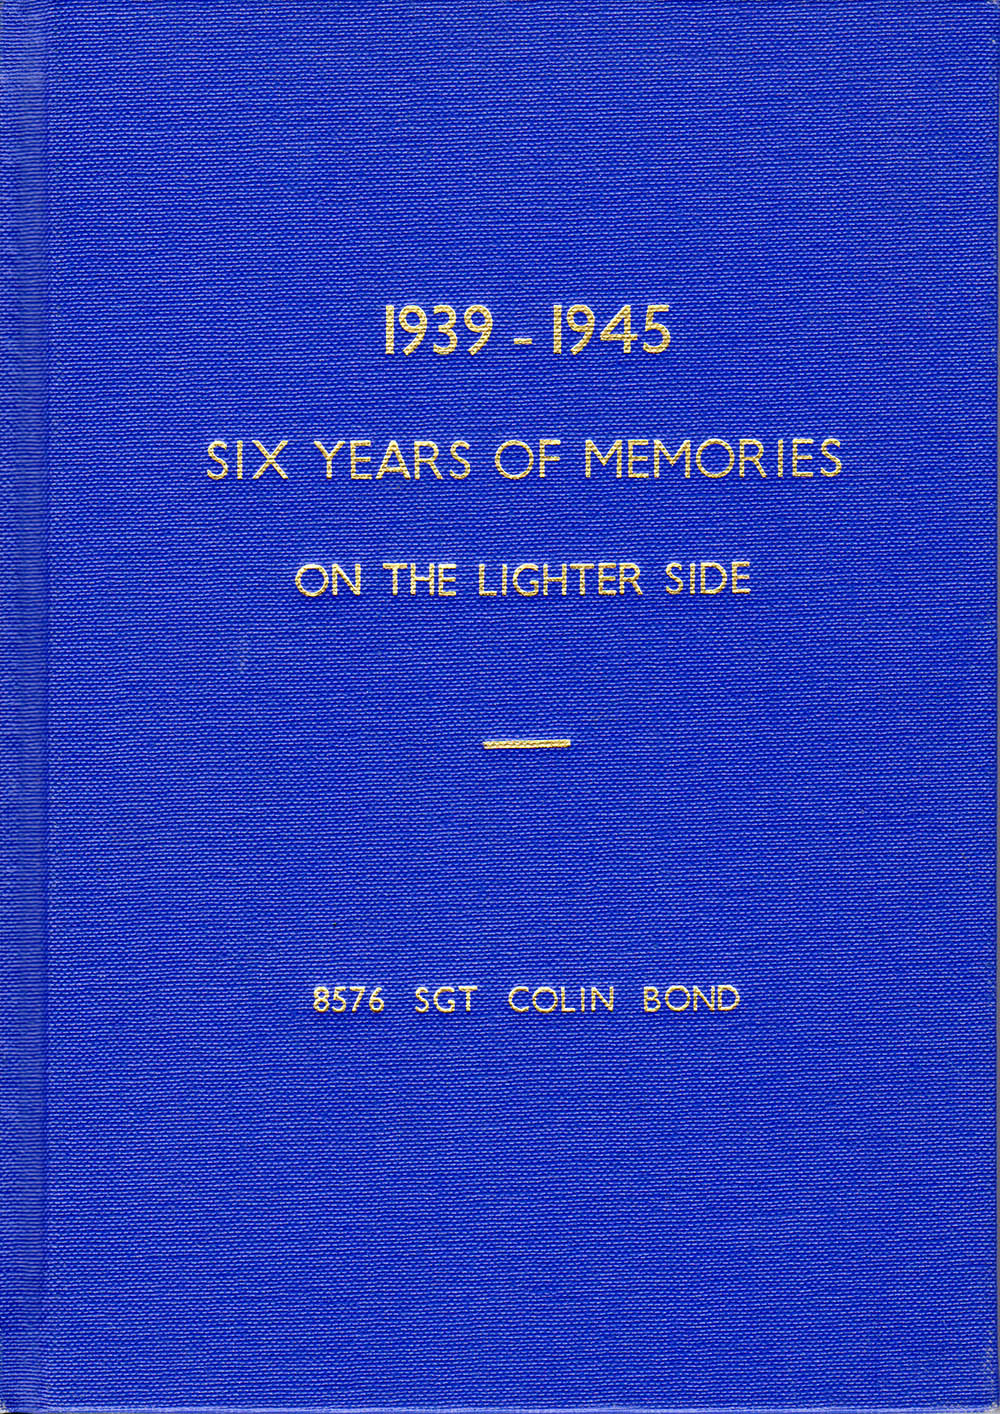 1939 - 1945
SIX YEARS OF MEMORIES
ON THE LIGHTER SIDE
8576 SGT COLIN BOND